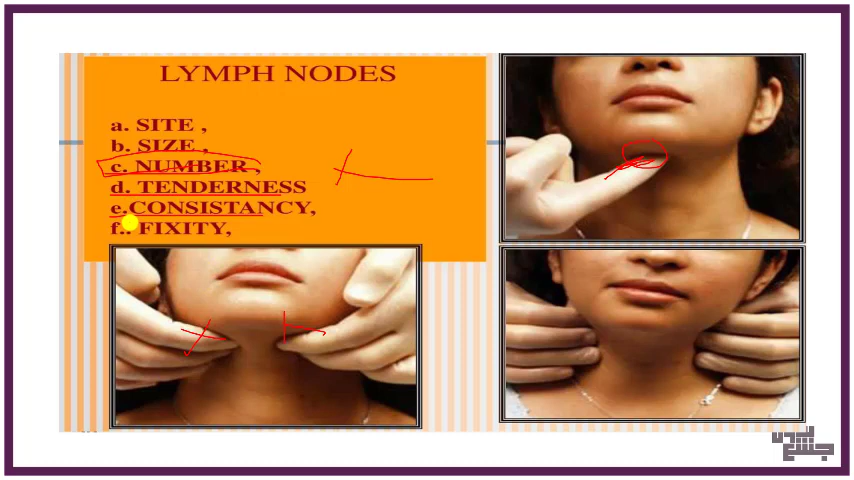 LYMPH NODES
a. SITE ,
b. SIZE ,
c. NUMBER ,
d. TENDERNESS
e.CONSISTANCY,
f.. FIXITY,